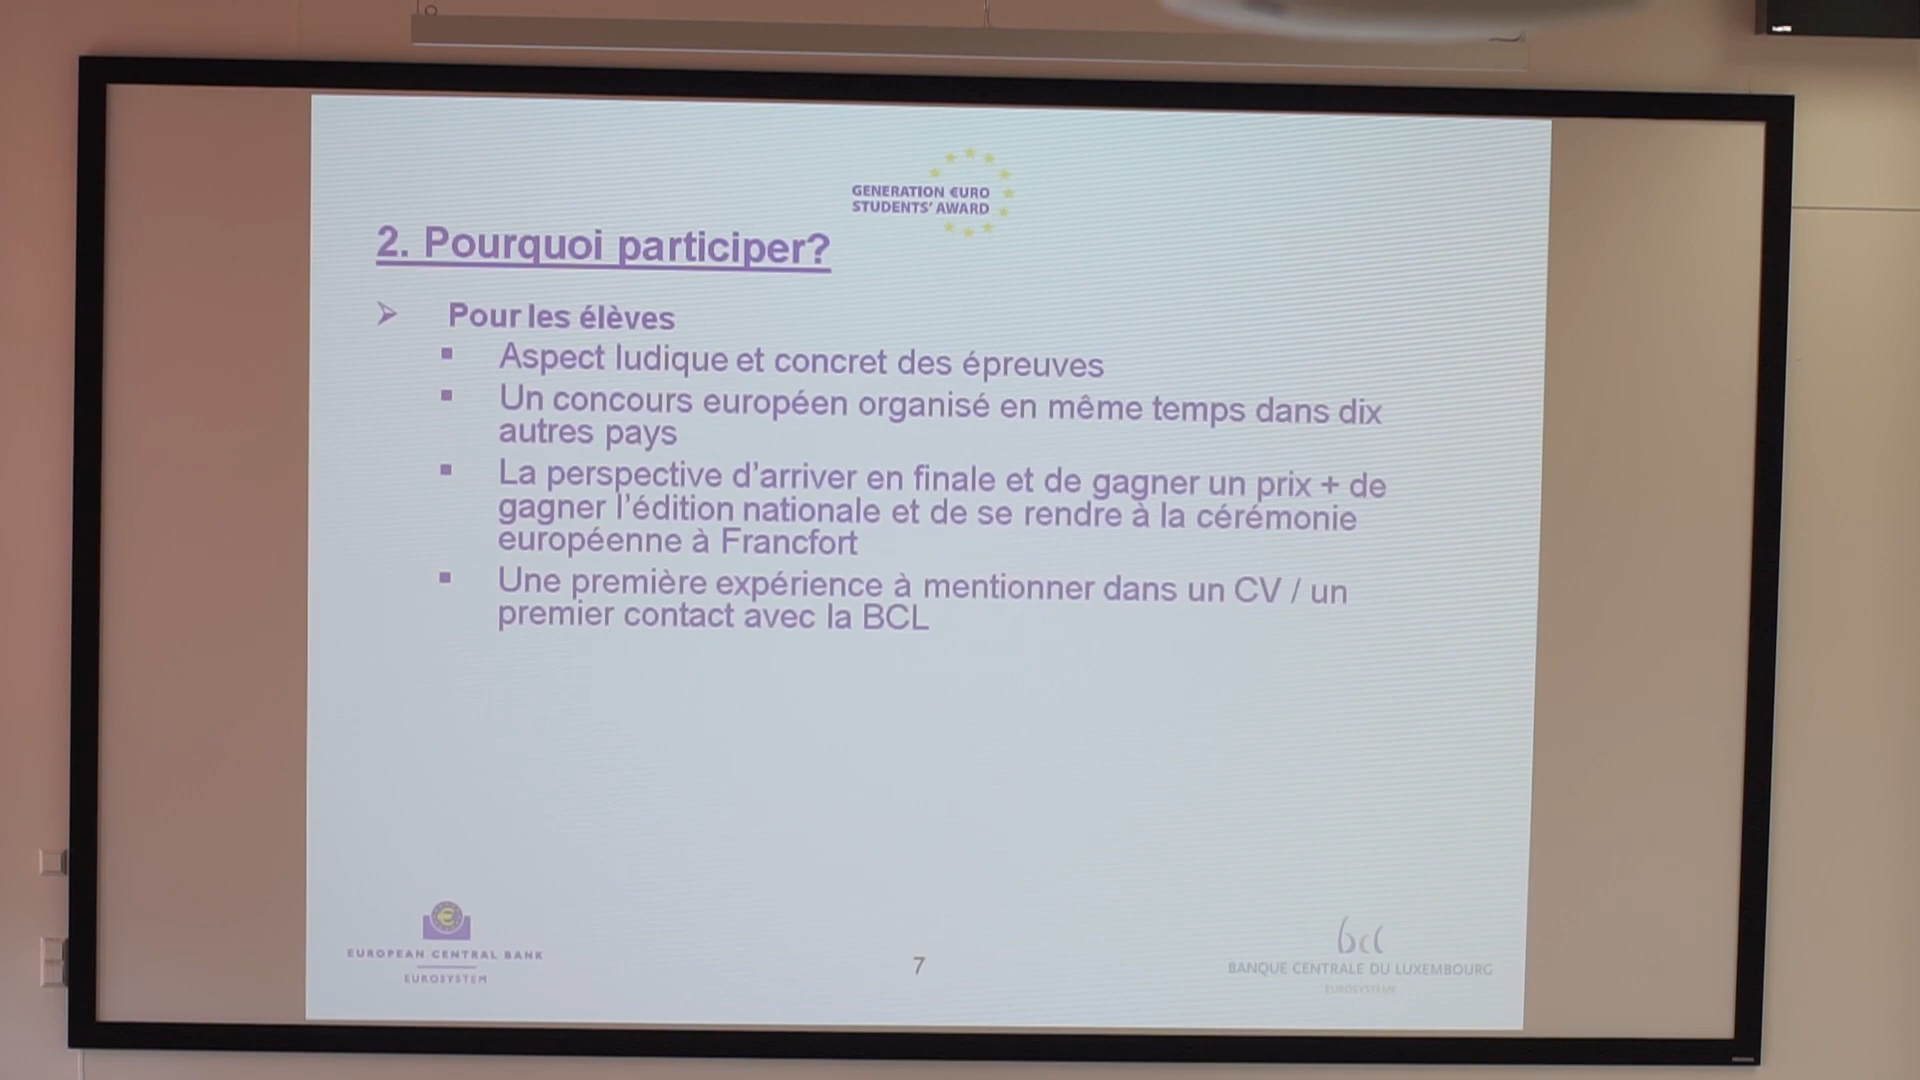 GENERATION €URO
STUDENTS' AWARD
2. Pourquoi participer?
➢ Pour les élèves
▪ Aspect ludique et concret des épreuves
▪ Un concours européen organisé en même temps dans dix
autres pays
▪ La perspective d'arriver en finale et de gagner un prix + de
gagner l'édition nationale et de se rendre à la cérémonie
européenne à Francfort
▪ Une première expérience à mentionner dans un CV / un
premier contact avec la BCL
€
EUROPEAN CENTRAL BANK
EUROSYSTEM
7
bcl
BANQUE CENTRALE DU LUXEMBOURG
EUROSYSTÈME